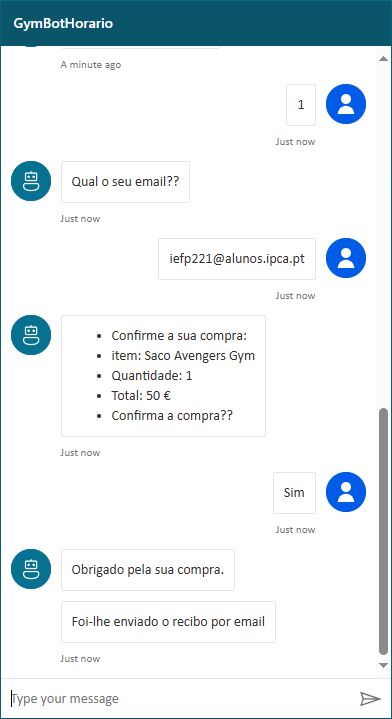 GymBotHorario
A minute ago
1
Just now
Qual o seu email??
Just now
iefp221@alunos.ipca.pt
Just now
• Confirme a sua compra:
• item: Saco Avengers Gym
• Quantidade: 1
• Total: 50 €
• Confirma a compra??
Just now
Sim
Just now
Obrigado pela sua compra.
Foi-lhe enviado o recibo por email
Just now
Type your message